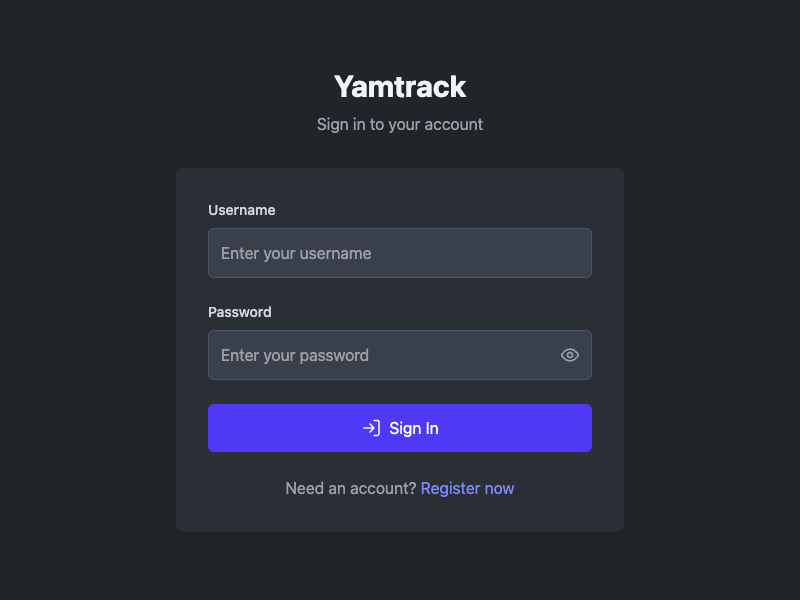 Yamtrack
Sign in to your account
Username
Enter your username
Password
Enter your password
Sign In
Need an account? Register now